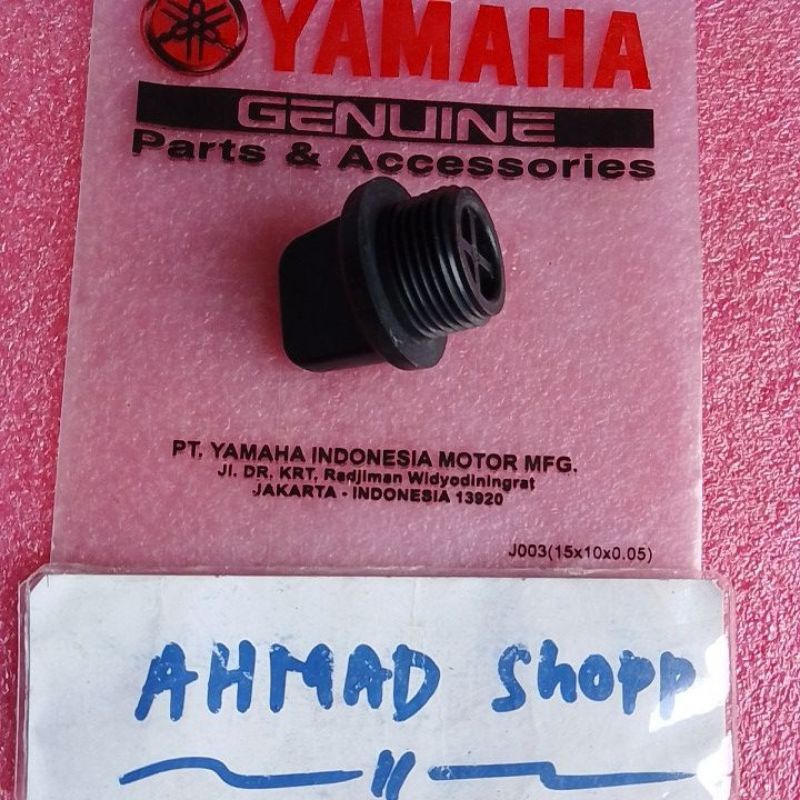 YAMAHA
GENUINE
Parts & Accessories
PT. YAMAHA INDONESIA MOTOR MFG.
Jl. DR. KRT. Radjiman Widyodiningrat
JAKARTA - INDONESIA 13920
J003(15x10x0.05)
AHMAD Shopp